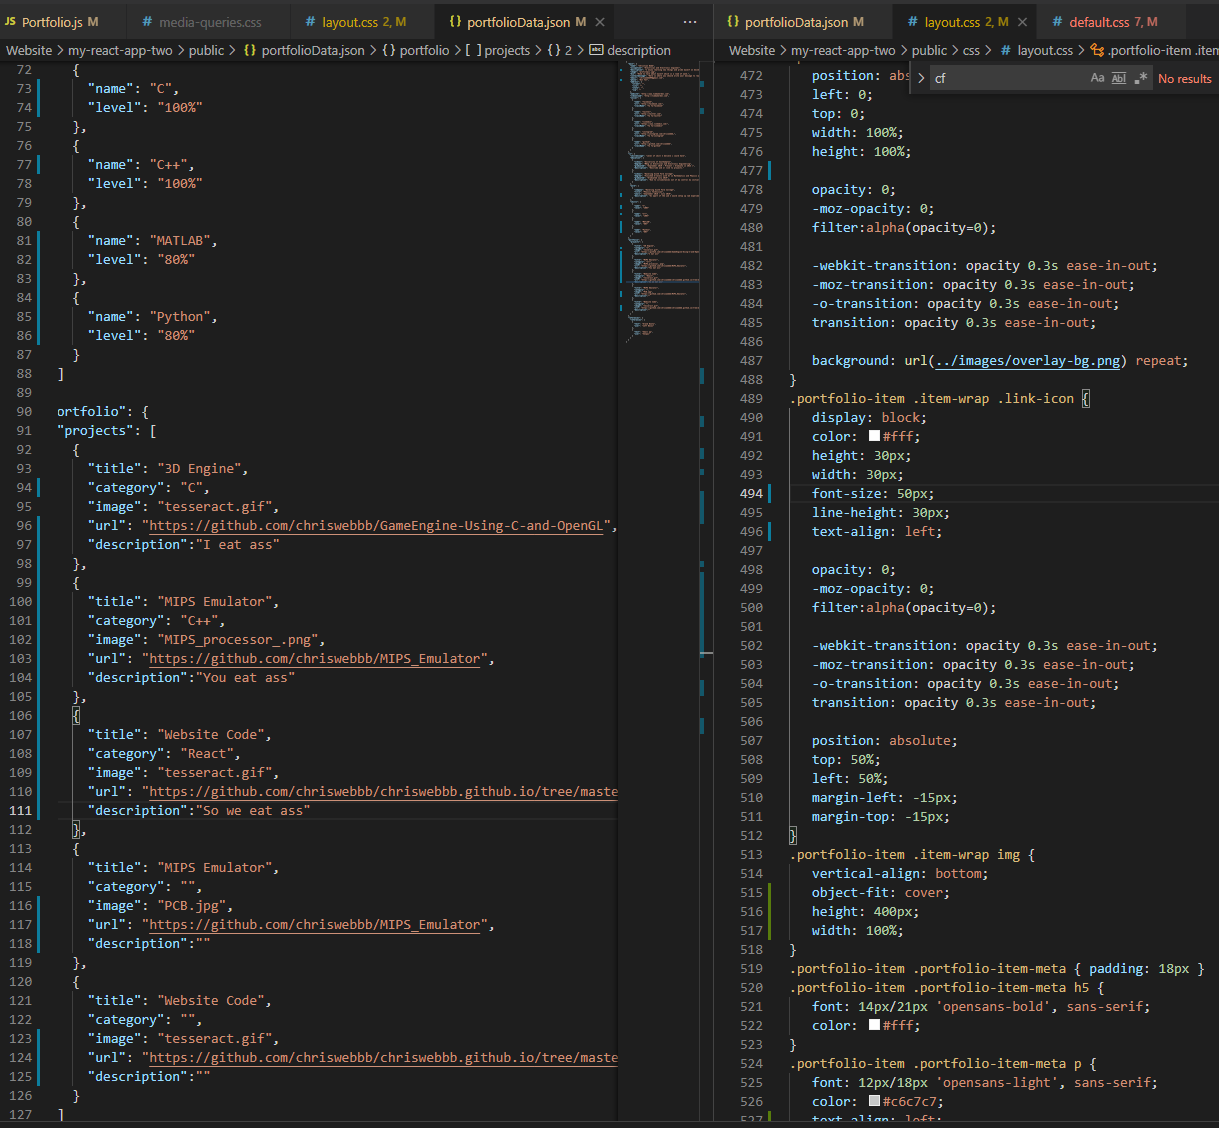 Portfolio.js M
media-queries.css
layout.css 2, M
portfolioData.json M
Website > my-react-app-two > public > {} portfolioData.json > {} portfolio > [ ] projects > {} 2 > description
72 {
73 "name": "C",
74 "level": "100%"
75 },
76 {
77 "name": "C++",
78 "level": "100%"
79 },
80 {
81 "name": "MATLAB",
82 "level": "80%"
83 },
84 {
85 "name": "Python",
86 "level": "80%"
87 }
88 ]
89
90 ortfolio": {
91 "projects": [
92 {
93 "title": "3D Engine",
94 "category": "C",
95 "image": "tesseract.gif",
96 "url": "https://github.com/chriswebbb/GameEngine-Using-C-and-OpenGL",
97 "description":"I eat ass"
98 },
99 {
100 "title": "MIPS Emulator",
101 "category": "C++",
102 "image": "MIPS_processor_.png",
103 "url": "https://github.com/chriswebbb/MIPS_Emulator",
104 "description":"You eat ass"
105 },
106 {
107 "title": "Website Code",
108 "category": "React",
109 "image": "tesseract.gif",
110 "url": "https://github.com/chriswebbb/chriswebbb.github.io/tree/maste
111 "description":"So we eat ass"
112 },
113 {
114 "title": "MIPS Emulator",
115 "category": "",
116 "image": "PCB.jpg",
117 "url": "https://github.com/chriswebbb/MIPS_Emulator",
118 "description":""
119 },
120 {
121 "title": "Website Code",
122 "category": "",
123 "image": "tesseract.gif",
124 "url": "https://github.com/chriswebbb/chriswebbb.github.io/tree/maste
125 "description":""
126 }
127 ]
portfolioData.json M
layout.css 2, M
default.css 7, M
Website > my-react-app-two > public > css > # layout.css > .portfolio-item .item
cf
Aa
No results
472 position: abs
473 left: 0;
474 top: 0;
475 width: 100%;
476 height: 100%;
477
478 opacity: 0;
479 -moz-opacity: 0;
480 filter:alpha(opacity=0);
481
482 -webkit-transition: opacity 0.3s ease-in-out;
483 -moz-transition: opacity 0.3s ease-in-out;
484 -o-transition: opacity 0.3s ease-in-out;
485 transition: opacity 0.3s ease-in-out;
486
487 background: url(../images/overlay-bg.png) repeat;
488 }
489 .portfolio-item .item-wrap .link-icon {
490 display: block;
491 color: #fff;
492 height: 30px;
493 width: 30px;
494 font-size: 50px;
495 line-height: 30px;
496 text-align: left;
497
498 opacity: 0;
499 -moz-opacity: 0;
500 filter:alpha(opacity=0);
501
502 -webkit-transition: opacity 0.3s ease-in-out;
503 -moz-transition: opacity 0.3s ease-in-out;
504 -o-transition: opacity 0.3s ease-in-out;
505 transition: opacity 0.3s ease-in-out;
506
507 position: absolute;
508 top: 50%;
509 left: 50%;
510 margin-left: -15px;
511 margin-top: -15px;
512 }
513 .portfolio-item .item-wrap img {
514 vertical-align: bottom;
515 object-fit: cover;
516 height: 400px;
517 width: 100%;
518 }
519 .portfolio-item .portfolio-item-meta { padding: 18px }
520 .portfolio-item .portfolio-item-meta h5 {
521 font: 14px/21px 'opensans-bold', sans-serif;
522 color: #fff;
523 }
524 .portfolio-item .portfolio-item-meta p {
525 font: 12px/18px 'opensans-light', sans-serif;
526 color: #c6c7c7;
527 text-align: left;